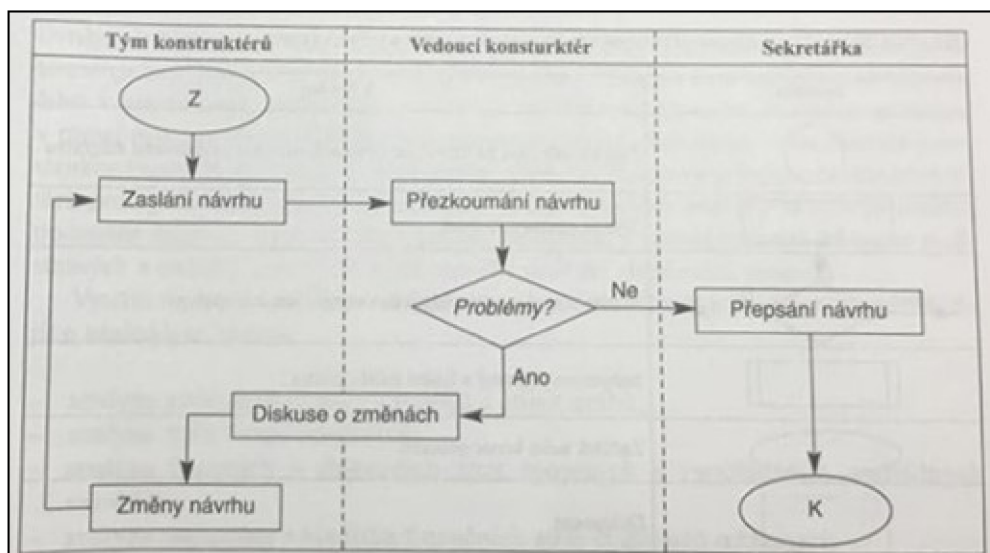 Tým konstruktérů
Vedoucí konsturktér
Sekretářka
Z
Zaslání návrhu
Přezkoumání návrhu
Problémy?
Ne
Přepsání návrhu
Ano
Diskuse o změnách
Změny návrhu
K